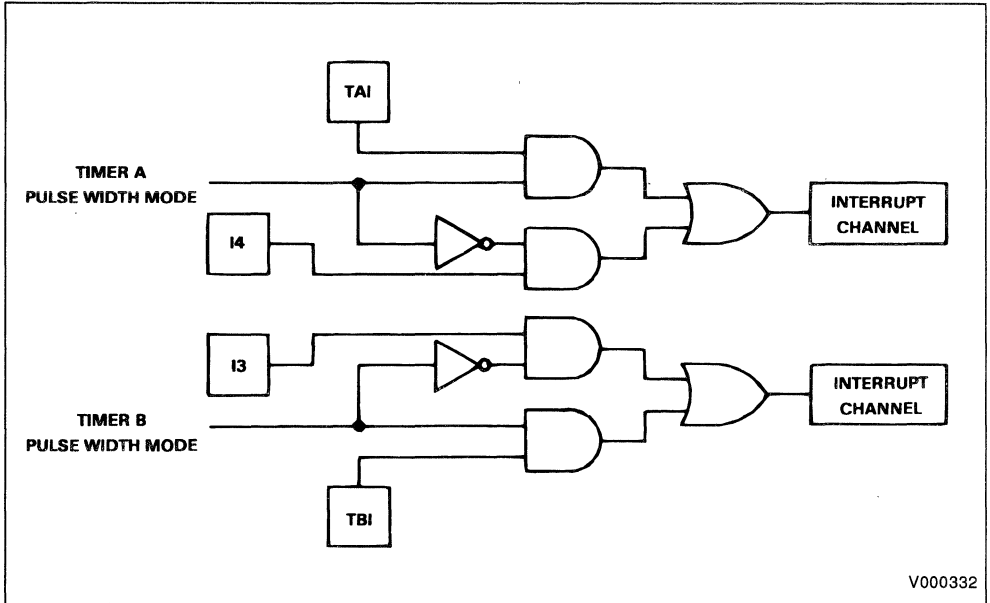 TAI
TIMER A
PULSE WIDTH MODE
I4
INTERRUPT
CHANNEL
I3
TIMER B
PULSE WIDTH MODE
INTERRUPT
CHANNEL
TBI
V000332